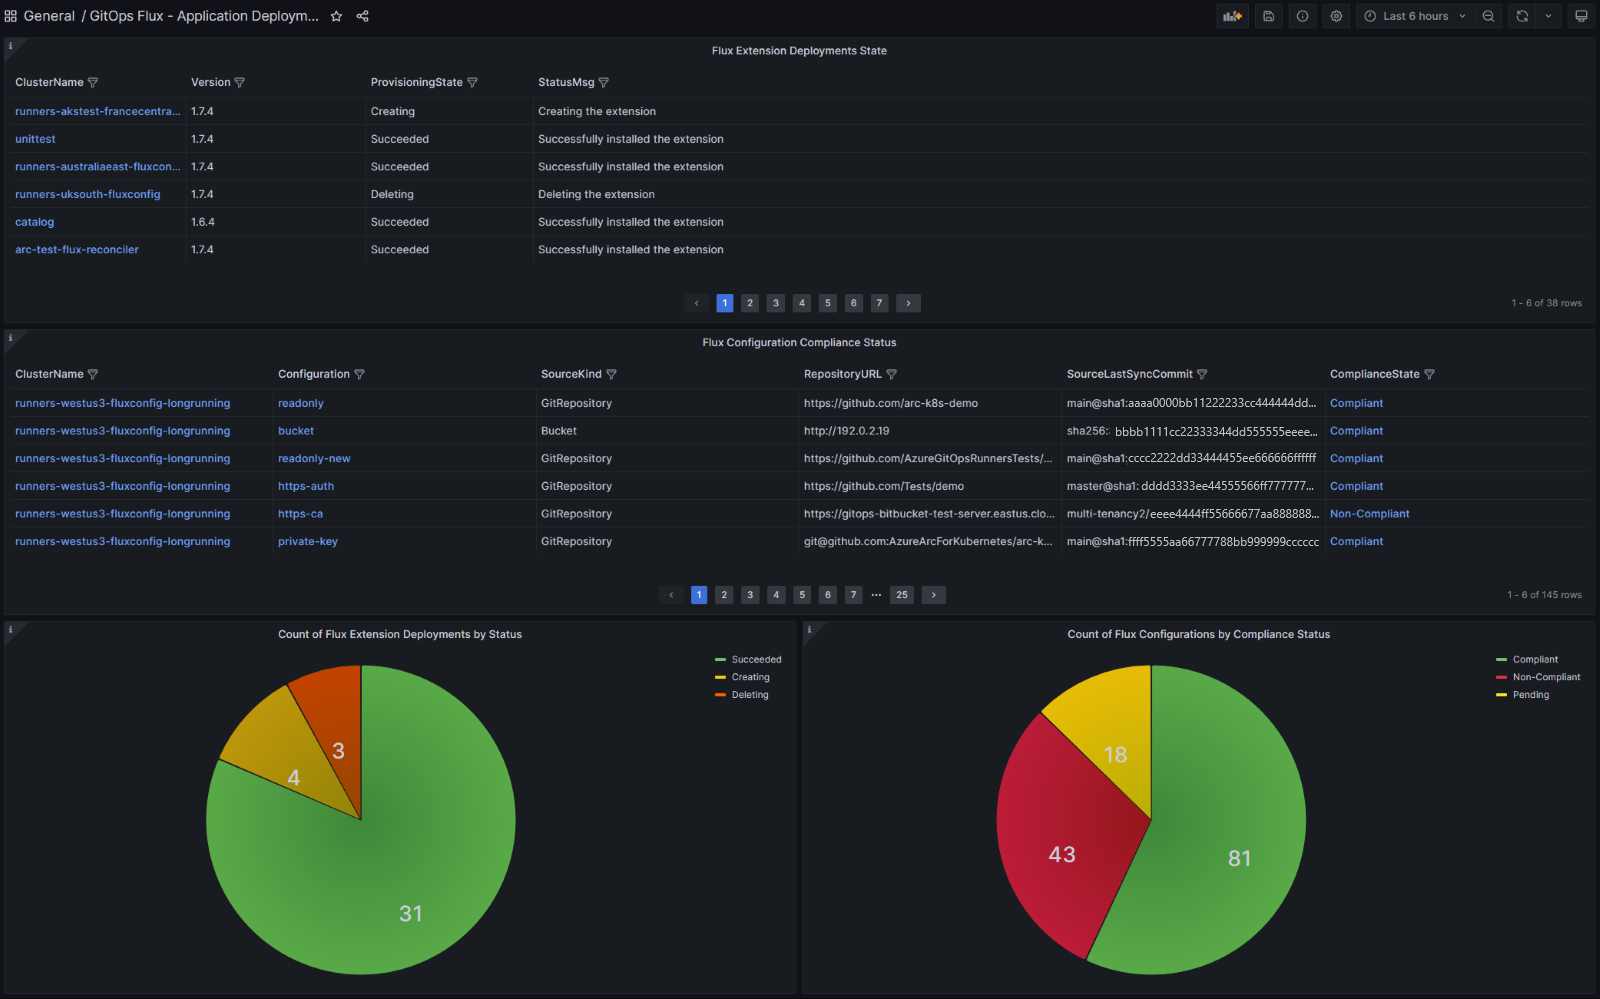 General / GitOps Flux - Application Deploym...
Last 6 hours
Flux Extension Deployments State
ClusterName Version ProvisioningState StatusMsg
runners-akstest-francecentra... 1.7.4 Creating Creating the extension
unittest 1.7.4 Succeeded Successfully installed the extension
runners-australiaeast-fluxcon... 1.7.4 Succeeded Successfully installed the extension
runners-uksouth-fluxconfig 1.7.4 Deleting Deleting the extension
catalog 1.6.4 Succeeded Successfully installed the extension
arc-test-flux-reconciler 1.7.4 Succeeded Successfully installed the extension
‹ 1 2 3 4 5 6 7 › 1 - 6 of 38 rows
Flux Configuration Compliance Status
ClusterName Configuration SourceKind RepositoryURL SourceLastSyncCommit ComplianceState
runners-westus3-fluxconfig-longrunning readonly GitRepository https://github.com/arc-k8s-demo main@sha1:aaaa0000bb11222233cc444444dd... Compliant
runners-westus3-fluxconfig-longrunning bucket Bucket http://192.0.2.19 sha256: bbbb1111cc22333344dd555555eeee... Compliant
runners-westus3-fluxconfig-longrunning readonly-new GitRepository https://github.com/AzureGitOpsRunnersTests/... main@sha1:cccc2222dd33444455ee666666ffffff Compliant
runners-westus3-fluxconfig-longrunning https-auth GitRepository https://github.com/Tests/demo master@sha1: dddd3333ee44555566ff777777... Compliant
runners-westus3-fluxconfig-longrunning https-ca GitRepository https://gitops-bitbucket-test-server.eastus.clo... multi-tenancy2/eeee4444ff55666677aa888888... Non-Compliant
runners-westus3-fluxconfig-longrunning private-key GitRepository git@github.com:AzureArcForKubernetes/arc-k... main@sha1:ffff5555aa66777788bb999999cccccc Compliant
‹ 1 2 3 4 5 6 7 ··· 25 › 1 - 6 of 145 rows
Count of Flux Extension Deployments by Status
Succeeded
Creating
Deleting
3
4
31
Count of Flux Configurations by Compliance Status
Compliant
Non-Compliant
Pending
18
43
81